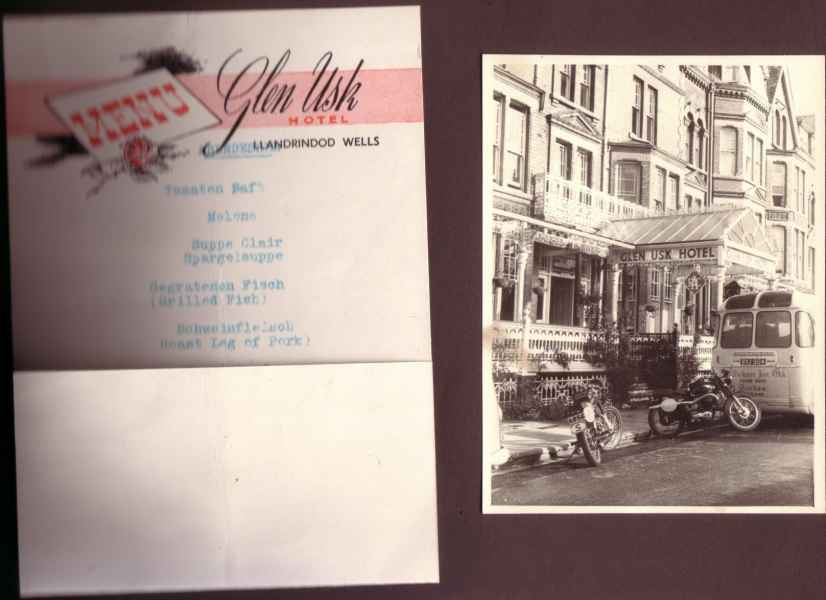 MENU
Glen Usk
HOTEL
LLANDRINDOD WELLS
Tomaten Saft
Melone
Suppe Clair
Spargelsuppe
Gegratenen Fisch
(Grilled Fish)
Schweinfleisch
(Roast Leg of Pork)
GLEN USK HOTEL